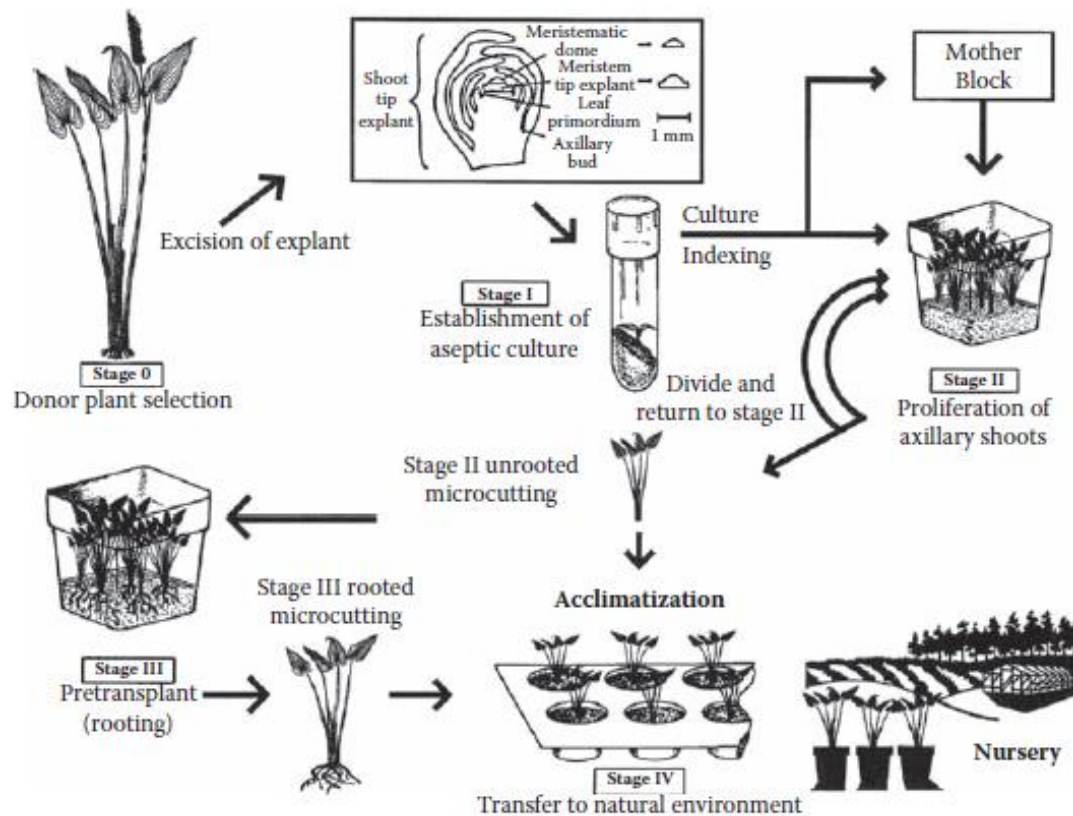 Shoot
tip
explant
Meristematic
dome
Meristem
tip explant
Leaf
primordium
Axillary
bud
1 mm
Mother
Block
Excision of explant
Culture
Indexing
Stage I
Establishment of
aseptic culture
Stage 0
Donor plant selection
Divide and
return to stage II
Stage II
Proliferation of
axillary shoots
Stage II unrooted
microcutting
Stage III rooted
microcutting
Acclimatization
Stage III
Pretransplant
(rooting)
Stage IV
Transfer to natural environment
Nursery